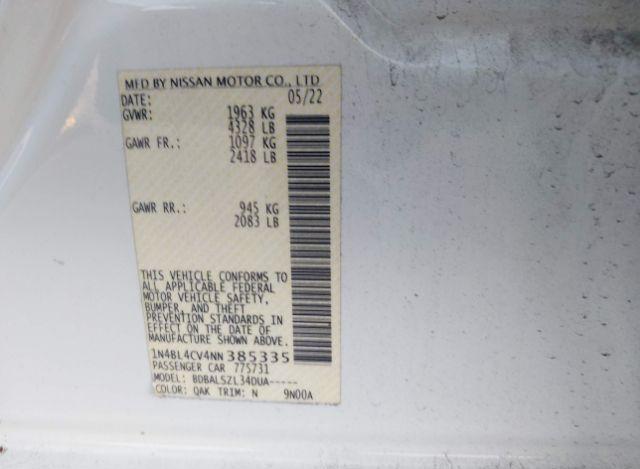 MFD BY NISSAN MOTOR CO., LTD
DATE: 05/22
GVWR: 1963 KG
4328 LB
GAWR FR.: 1097 KG
2418 LB
GAWR RR.: 945 KG
2083 LB
THIS VEHICLE CONFORMS TO
ALL APPLICABLE FEDERAL
MOTOR VEHICLE SAFETY,
BUMPER, AND THEFT
PREVENTION STANDARDS IN
EFFECT ON THE DATE OF
MANUFACTURE SHOWN ABOVE.
1N4BL4CV4NN 385335
PASSENGER CAR 775731
MODEL: BDBALSZL34DUA-----
COLOR: QAK TRIM: N 9N00A